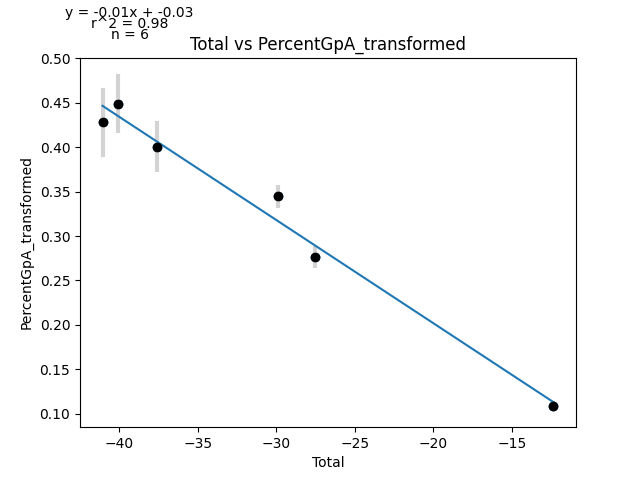 y = -0.01x + -0.03
r^2 = 0.98
n = 6
Total vs PercentGpA_transformed
PercentGpA_transformed
0.50
0.45
0.40
0.35
0.30
0.25
0.20
0.15
0.10
−40 −35 −30 −25 −20 −15
Total